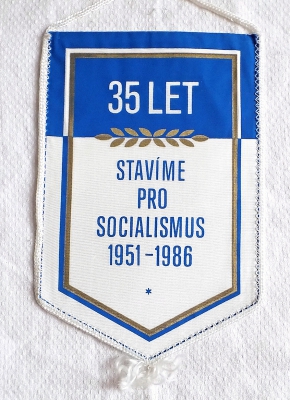 35 LET
STAVÍME
PRO
SOCIALISMUS
1951-1986
*